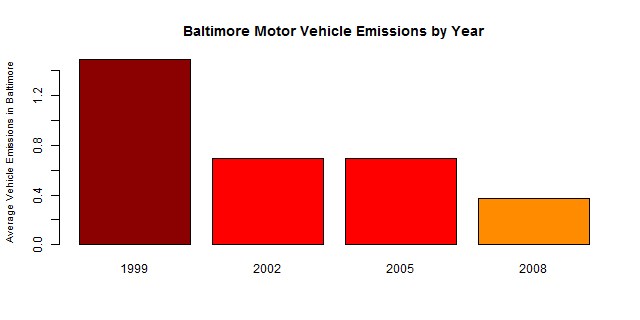 Baltimore Motor Vehicle Emissions by Year
Average Vehicle Emissions in Baltimore
1.2
0.8
0.4
0.0
1999 2002 2005 2008